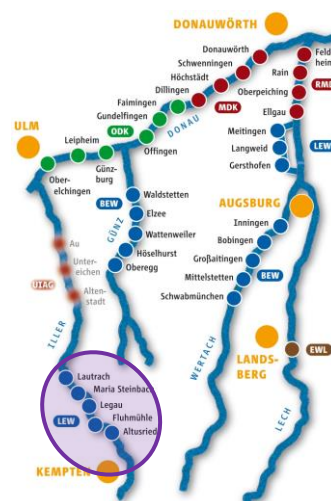 DONAUWÖRTH
Donauwörth
Schwenningen
Höchstädt
Dillingen
Faimingen
Gundelfingen
ODK
MDK
DONAU
Feld
heim
Rain
RMD
Oberpeiching
Ellgau
Meitingen
Langweid
LEW
Gersthofen
ULM
Leipheim
Ober-
elchingen
Günz-
burg
Offingen
BEW
Waldstetten
Elzee
Wattenweiler
Höselhurst
Oberegg
GÜNZ
AUGSBURG
Inningen
Bobingen
Großaitingen
Mittelstetten
BEW
Schwabmünchen
Au
Unter-
eichen
UIAG
Alten-
stadt
ILLER
WERTACH
LANDS-
BERG
EWL
LECH
Lautrach
Maria Steinbach
Legau
LEW
Fluhmühle
Altusried
KEMPTEN